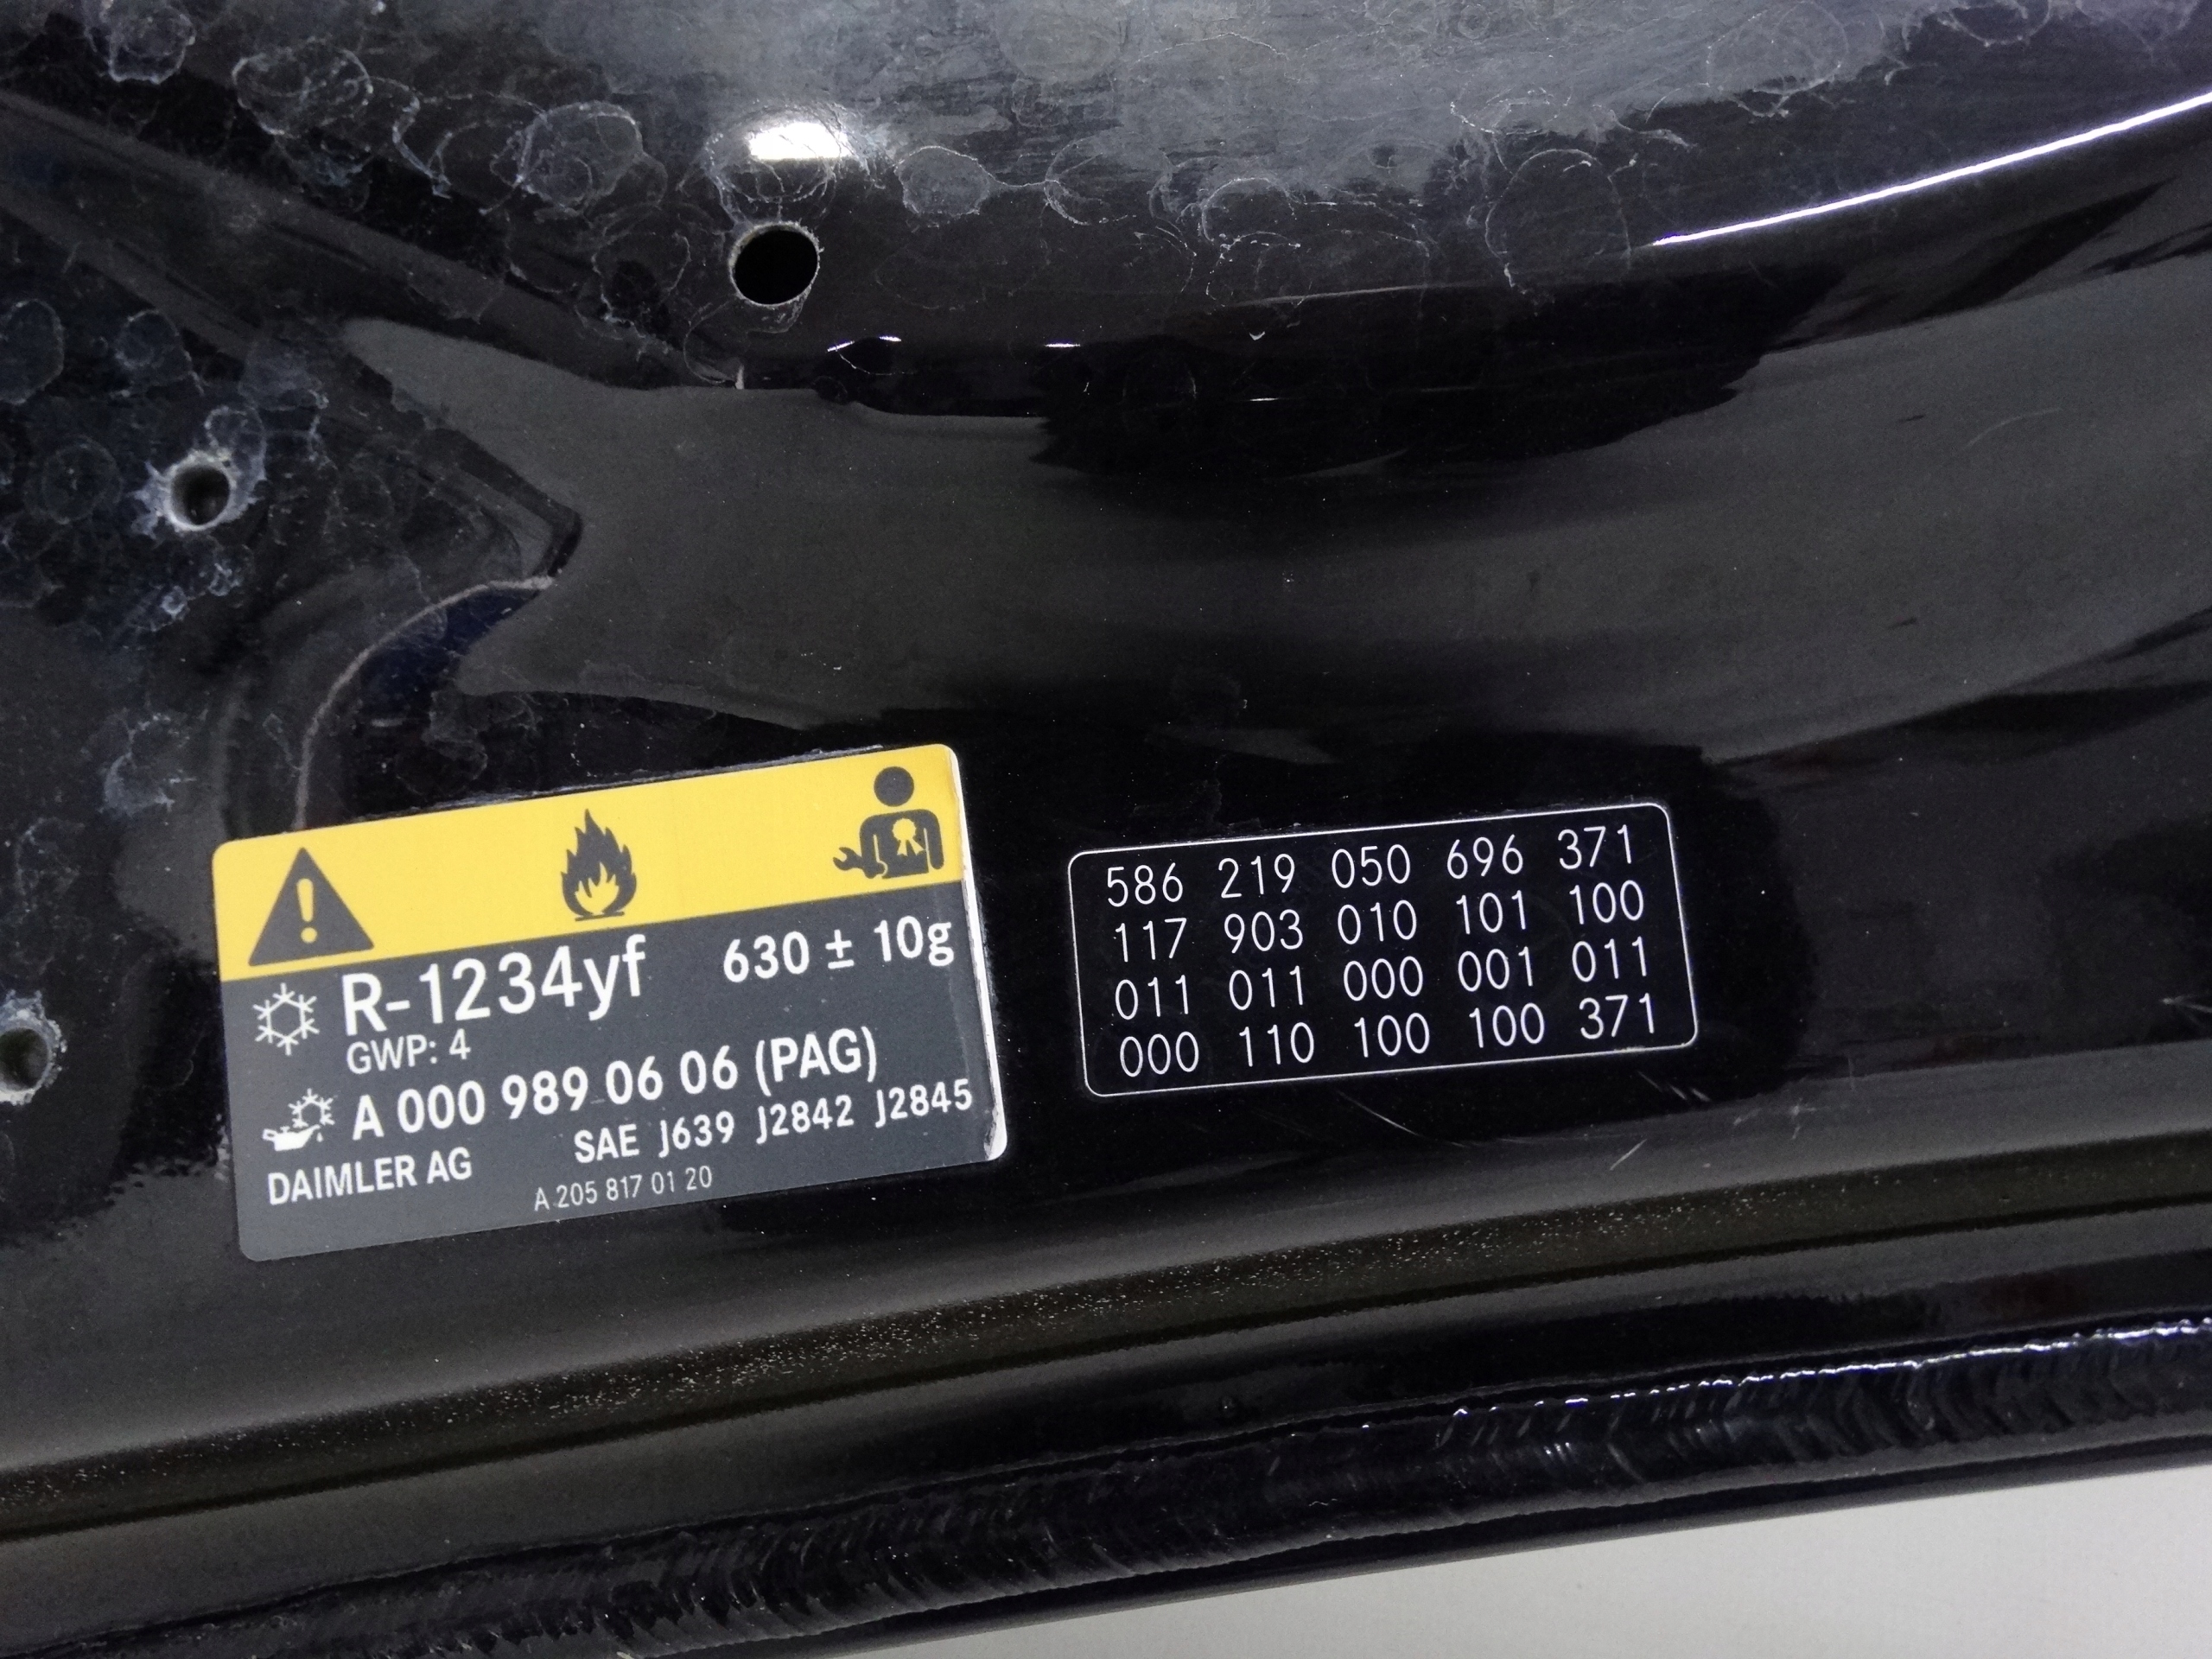 R-1234yf 630 ± 10g
GWP: 4
A 000 989 06 06 (PAG)
SAE J639 J2842 J2845
DAIMLER AG
A 205 817 01 20
586 219 050 696 371
117 903 010 101 100
011 011 000 001 011
000 110 100 100 371